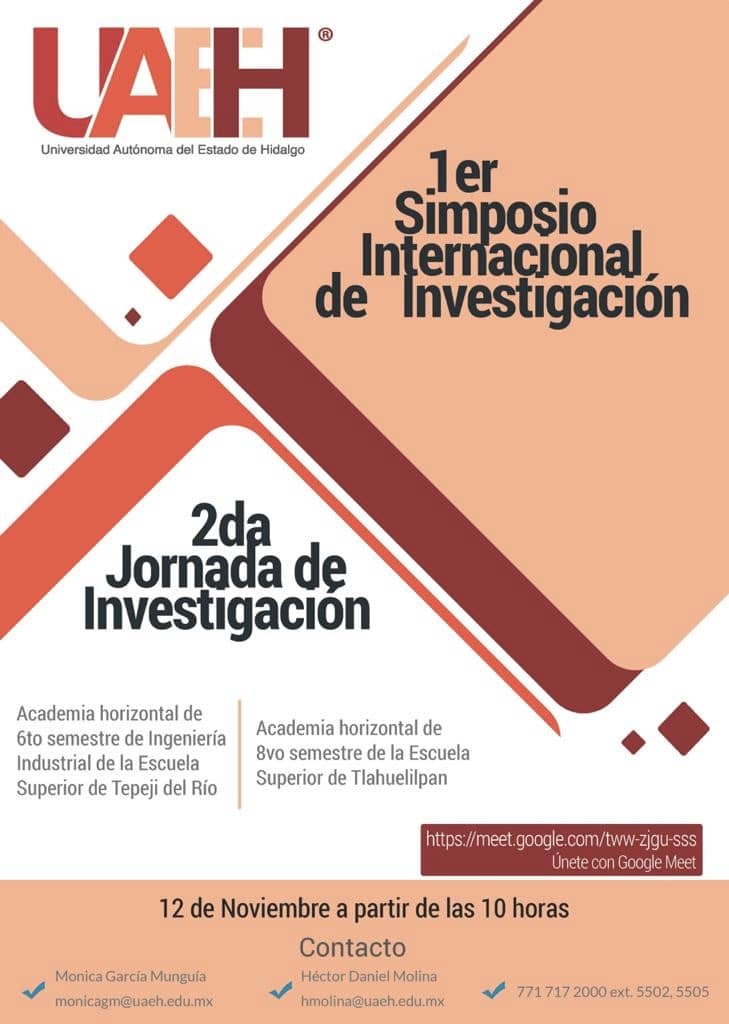 UAEH®
Universidad Autónoma del Estado de Hidalgo
1er
Simposio
Internacional
de Investigación
2da
Jornada de
Investigación
Academia horizontal de
6to semestre de Ingeniería
Industrial de la Escuela
Superior de Tepeji del Río
Academia horizontal de
8vo semestre de la Escuela
Superior de Tlahuelilpan
https://meet.google.com/tww-zjgu-sss
Únete con Google Meet
12 de Noviembre a partir de las 10 horas
Contacto
Monica García Munguía
monicagm@uaeh.edu.mx
Héctor Daniel Molina
hmolina@uaeh.edu.mx
771 717 2000 ext. 5502, 5505